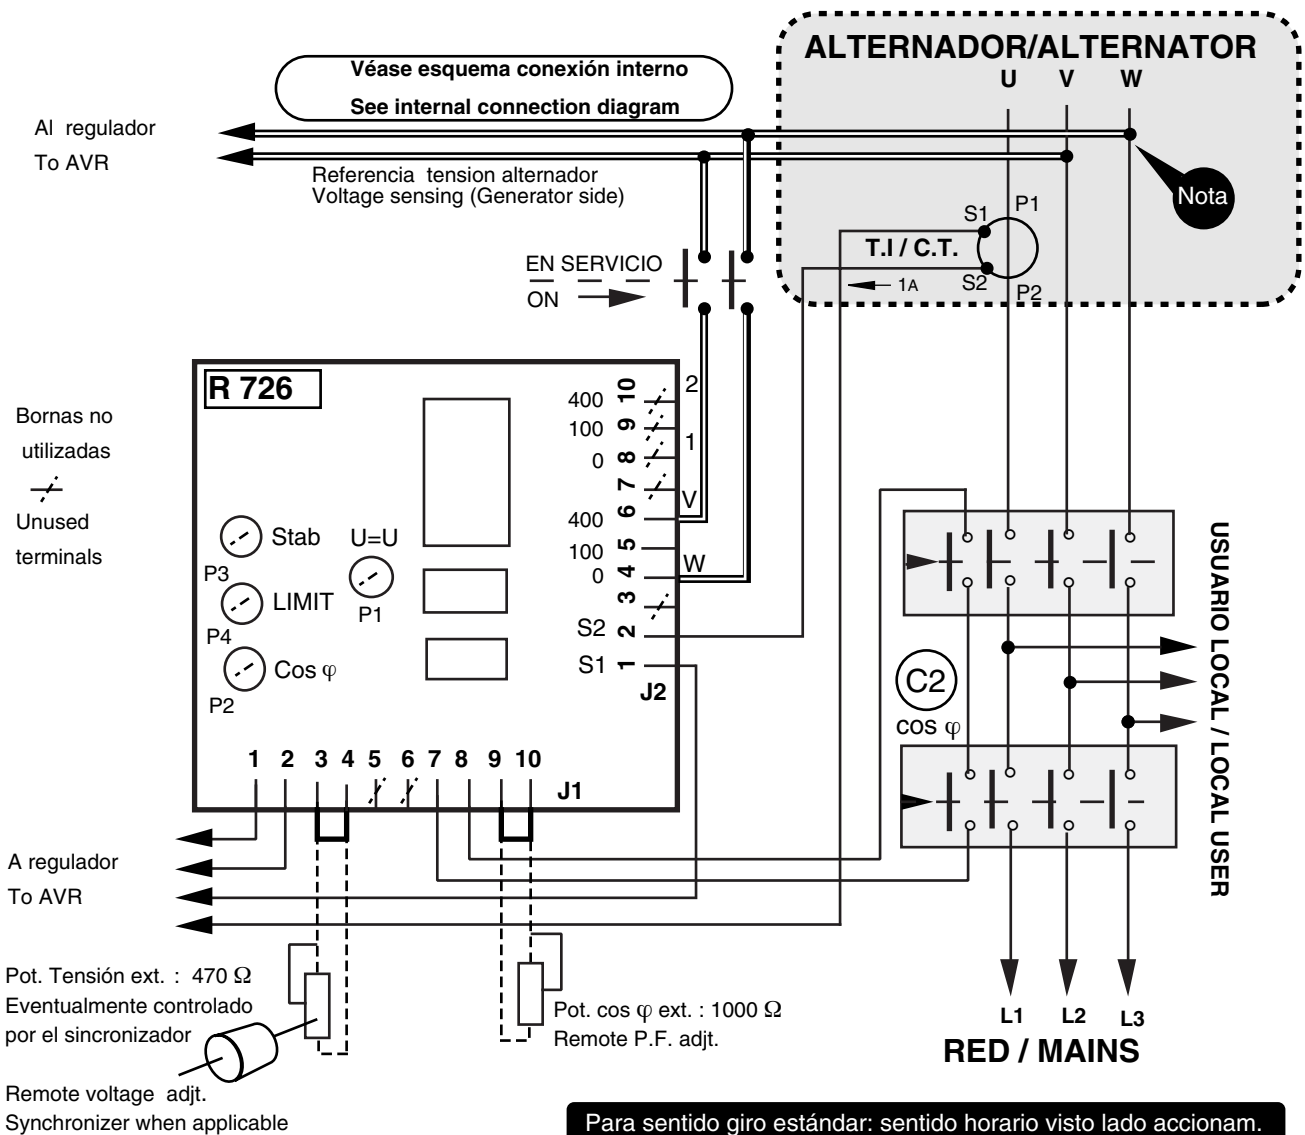 ALTERNADOR/ALTERNATOR
U V W
Véase esquema conexión interno
See internal connection diagram
Al regulador
To AVR
Referencia tension alternador
Voltage sensing (Generator side)
Nota
S1 P1
T.I / C.T.
S2 P2
1A
EN SERVICIO
ON
R 726
Bornas no
utilizadas
Unused
terminals
400 10 2
100 9
0 8 1
7
400 6 V
100 5
0 4 W
3
S2 2
S1 1
J2
Stab
P3
U=U
P1
LIMIT
P4
Cos φ
P2
1 2 3 4 5 6 7 8 9 10
J1
C2
cos φ
USUARIO LOCAL / LOCAL USER
A regulador
To AVR
Pot. Tensión ext. : 470 Ω
Eventualmente controlado
por el sincronizador
Remote voltage adjt.
Synchronizer when applicable
Pot. cos φ ext. : 1000 Ω
Remote P.F. adjt.
L1 L2 L3
RED / MAINS
Para sentido giro estándar: sentido horario visto lado accionam.